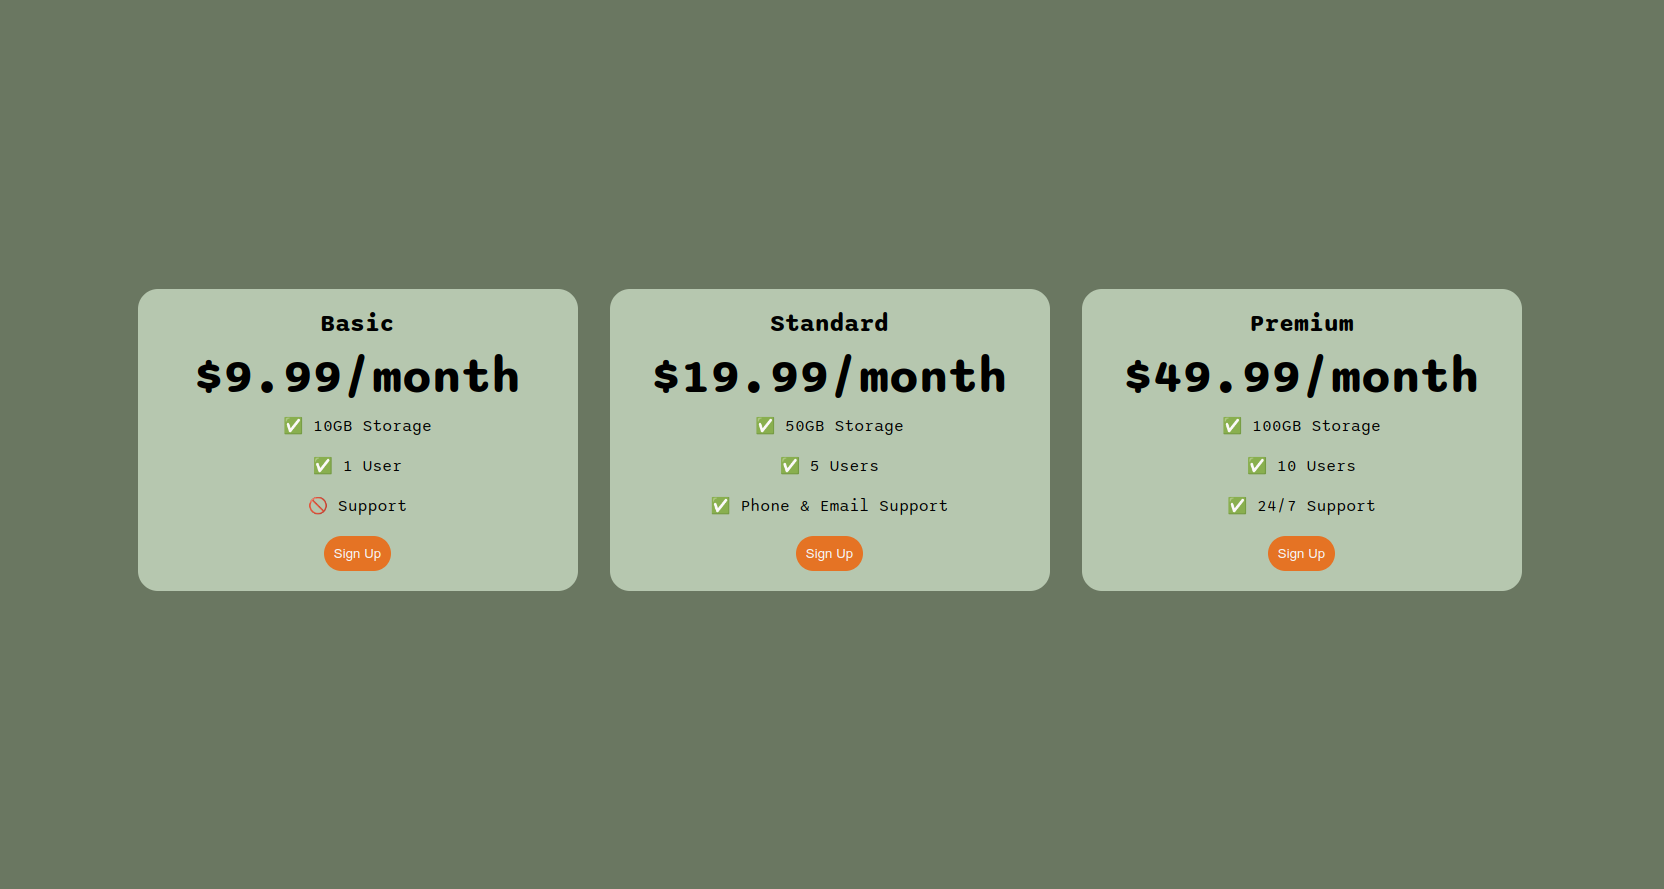 Basic
$9.99/month
✅ 10GB Storage
✅ 1 User
🚫 Support
Sign Up
Standard
$19.99/month
✅ 50GB Storage
✅ 5 Users
✅ Phone & Email Support
Sign Up
Premium
$49.99/month
✅ 100GB Storage
✅ 10 Users
✅ 24/7 Support
Sign Up